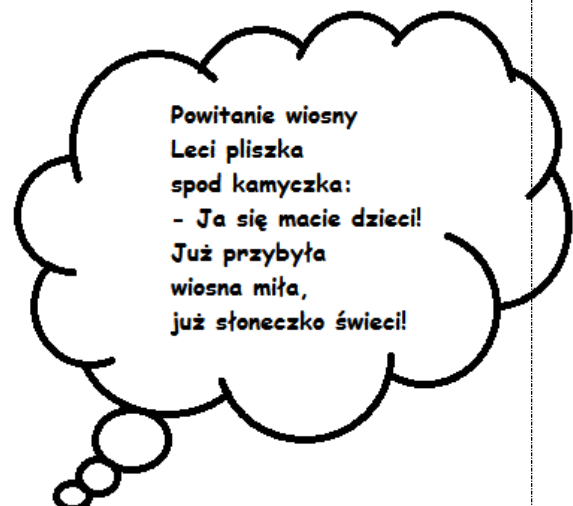 Powitanie wiosny
Leci pliszka
spod kamyczka:
- Ja się macie dzieci!
Już przybyła
wiosna miła,
już słoneczko świeci!